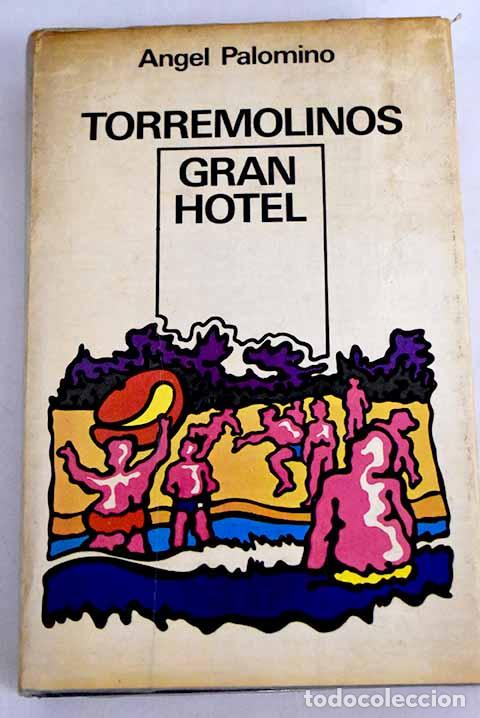 Angel Palomino
TORREMOLINOS
GRAN
HOTEL
todocoleccion